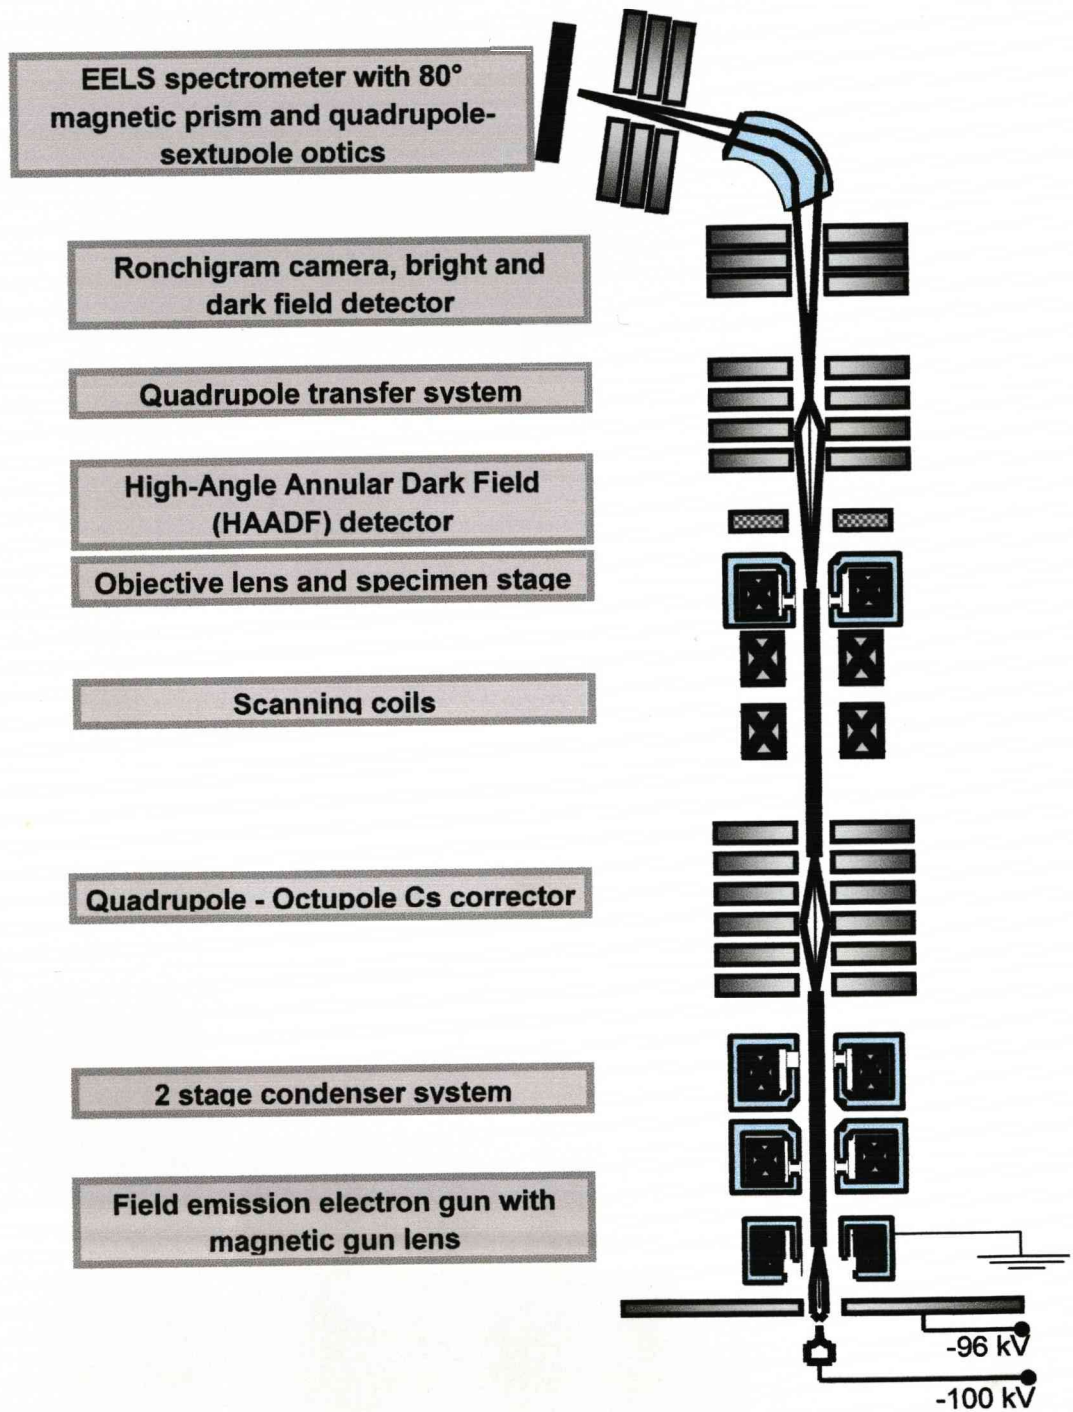 EELS spectrometer with 80°
magnetic prism and quadrupole-
sextupole optics
Ronchigram camera, bright and
dark field detector
Quadrupole transfer system
High-Angle Annular Dark Field
(HAADF) detector
Objective lens and specimen stage
Scanning coils
Quadrupole - Octupole Cs corrector
2 stage condenser system
Field emission electron gun with
magnetic gun lens
-96 kV
-100 kV